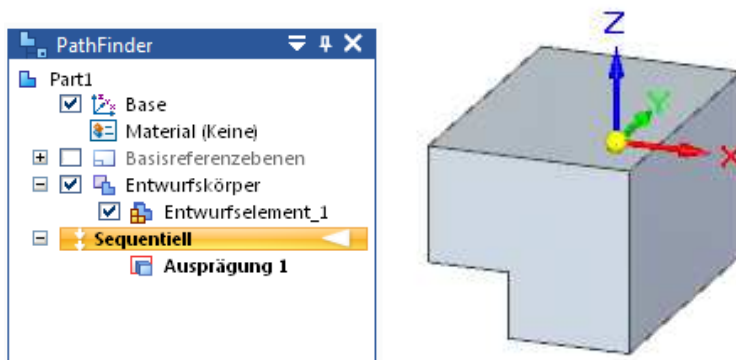 PathFinder
Part1
Base
Material (Keine)
Basisreferenzebenen
Entwurfskörper
Entwurfselement_1
Sequentiell
Ausprägung 1
Z
Y
X